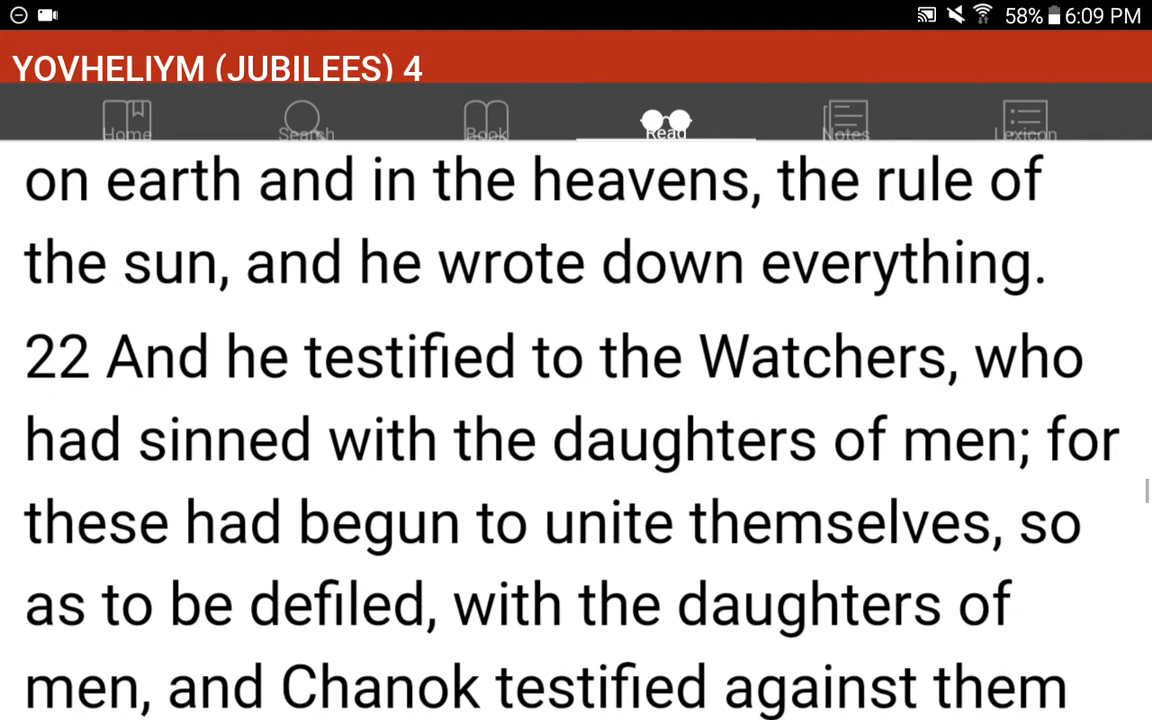 58% 6:09 PM
YOVHELIYM (JUBILEES) 4
Home Search Book Read Notes Lexicon
on earth and in the heavens, the rule of
the sun, and he wrote down everything.
22 And he testified to the Watchers, who
had sinned with the daughters of men; for
these had begun to unite themselves, so
as to be defiled, with the daughters of
men, and Chanok testified against them